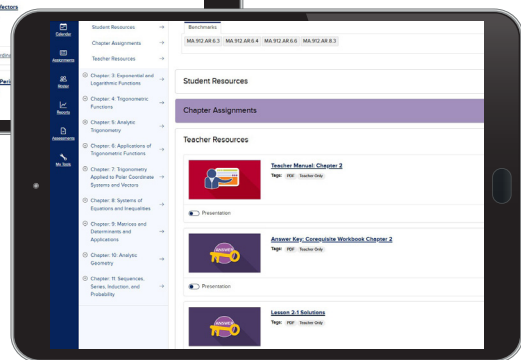 Vectors
Calendar
Assignments
Roster
Reports
Assessments
My Tools
Student Resources
Chapter Assignments
Teacher Resources
Chapter: 3: Exponential and
Logarithmic Functions
Chapter: 4: Trigonometric
Functions
Chapter: 5: Analytic
Trigonometry
Chapter: 6: Applications of
Trigonometric Functions
Chapter: 7: Trigonometry
Applied to Polar Coordinate
Systems and Vectors
Chapter: 8: Systems of
Equations and Inequalities
Chapter: 9: Matrices and
Determinants and
Applications
Chapter: 10: Analytic
Geometry
Chapter: 11: Sequences,
Series, Induction, and
Probability
Benchmarks
MA.912.AR.6.3 MA.912.AR.6.4 MA.912.AR.6.6 MA.912.AR.8.3
Student Resources
Chapter Assignments
Teacher Resources
Teacher Manual: Chapter 2
Tags: PDF Teacher Only
Presentation
ANSWER
Answer Key: Corequisite Workbook Chapter 2
Tags: PDF Teacher Only
Presentation
ANSWER
Lesson 2-1 Solutions
Tags: PDF Teacher Only